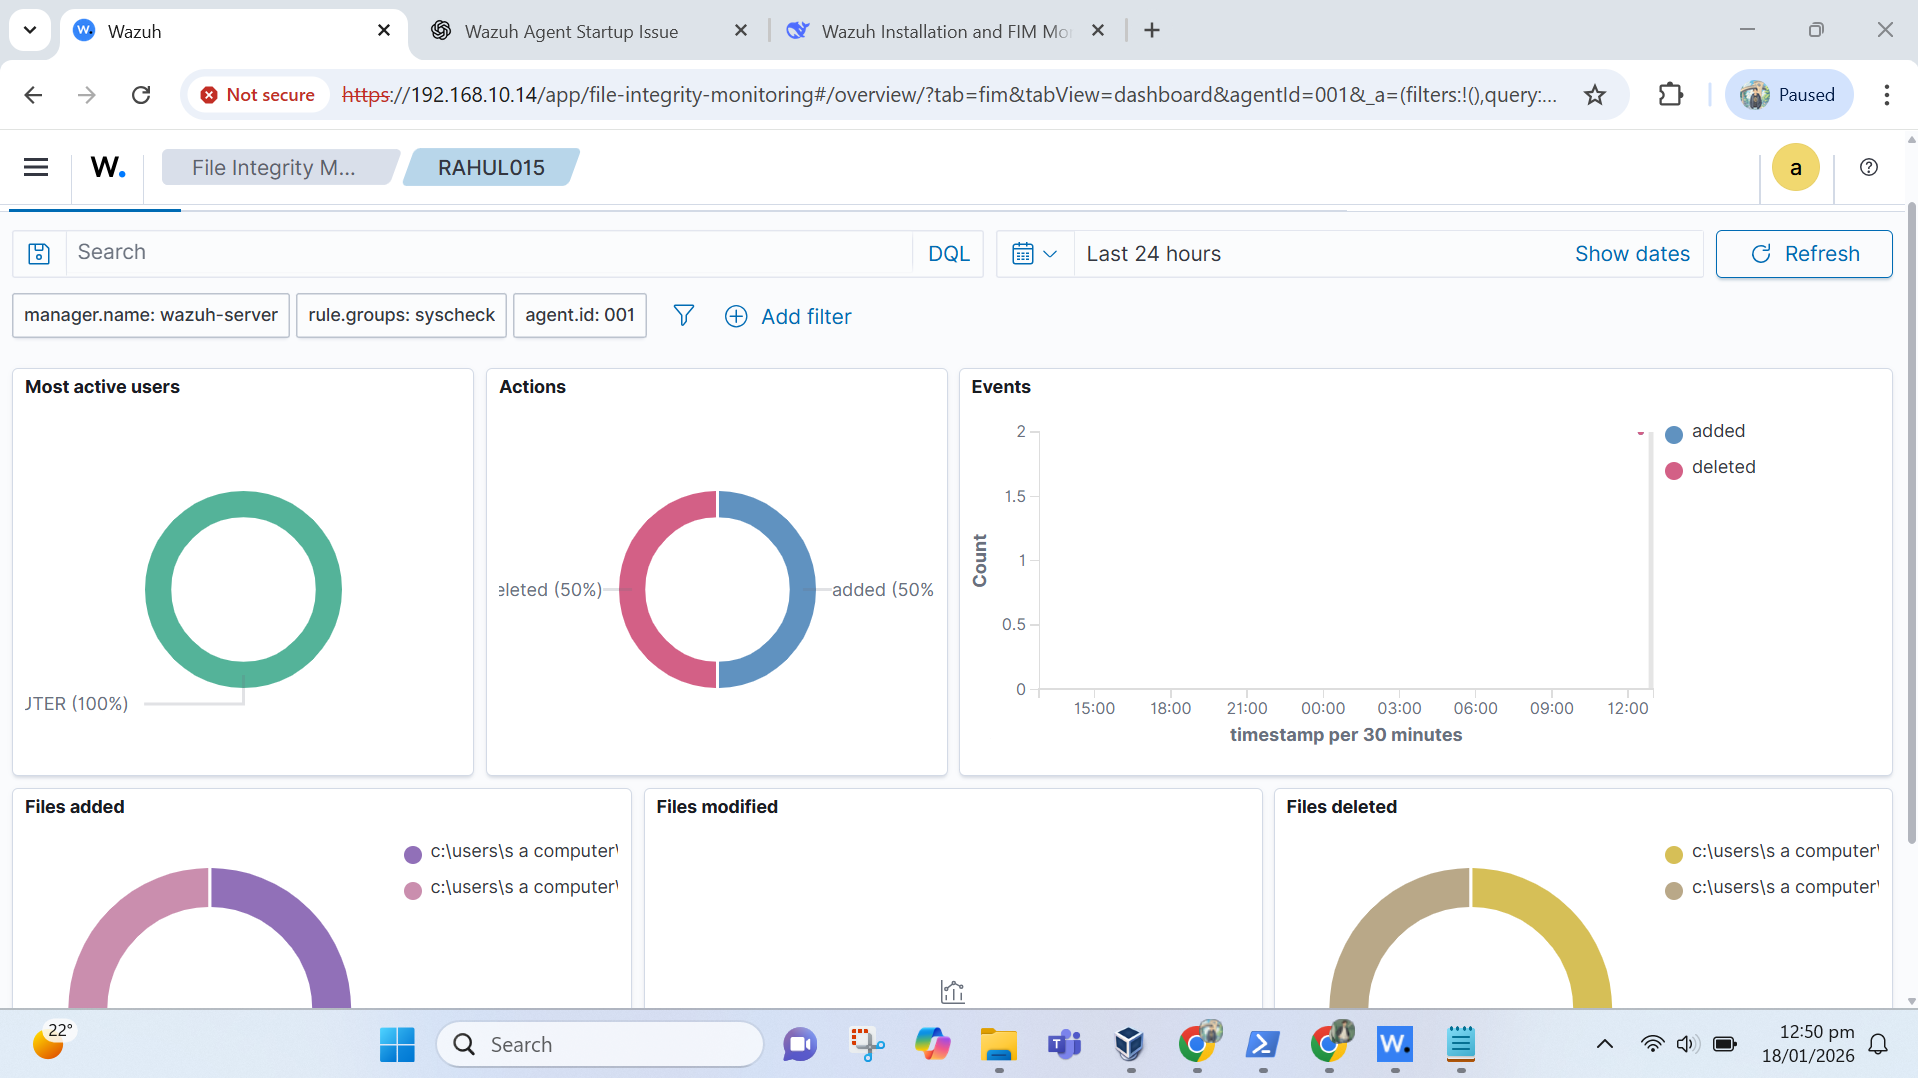 Wazuh
Wazuh Agent Startup Issue
Wazuh Installation and FIM Mo
Not secure
https://192.168.10.14/app/file-integrity-monitoring#/overview/?tab=fim&tabView=dashboard&agentId=001&_a=(filters:!(),query:...
Paused
W.
File Integrity M...
RAHUL015
a
Search
DQL
Last 24 hours
Show dates
Refresh
manager.name: wazuh-server
rule.groups: syscheck
agent.id: 001
Add filter
Most active users
UTER (100%)
Actions
eleted (50%)
added (50%
Events
2
1.5
1
0.5
0
Count
15:00
18:00
21:00
00:00
03:00
06:00
09:00
12:00
timestamp per 30 minutes
added
deleted
Files added
c:\users\s a computer\
c:\users\s a computer\
Files modified
Files deleted
c:\users\s a computer\
c:\users\s a computer\
22°
Search
W.
12:50 pm
18/01/2026